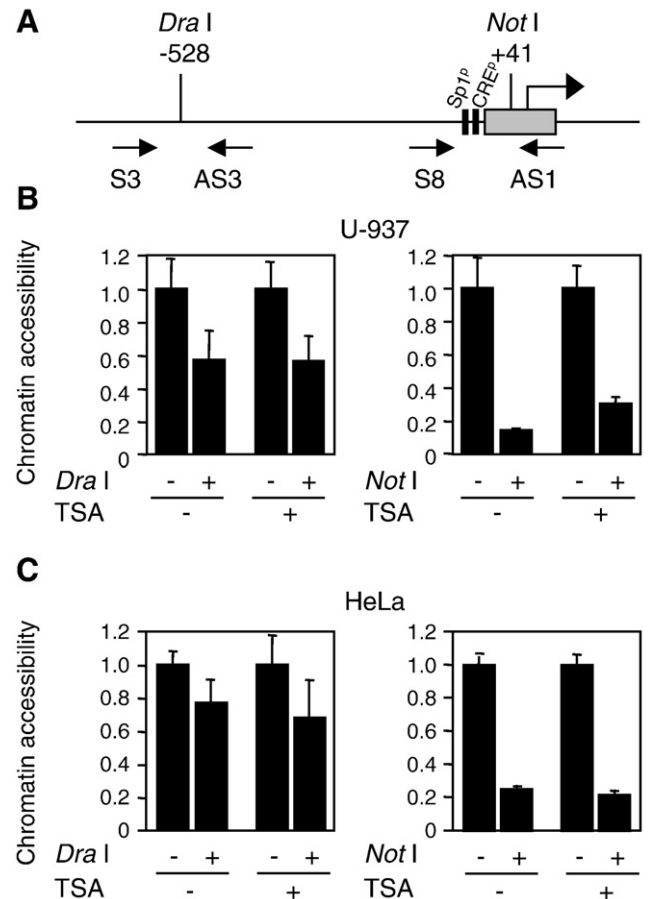 A
Dra I
Not I
-528
+41
Sp1p
CREp
S3
AS3
S8
AS1
B
U-937
Chromatin accessibility
1.2
1.0
0.8
0.6
0.4
0.2
0
1.2
1.0
0.8
0.6
0.4
0.2
0
Dra I - + - +
TSA - +
Not I - + - +
TSA - +
C
HeLa
Chromatin accessibility
1.2
1.0
0.8
0.6
0.4
0.2
0
1.2
1.0
0.8
0.6
0.4
0.2
0
Dra I - + - +
TSA - +
Not I - + - +
TSA - +